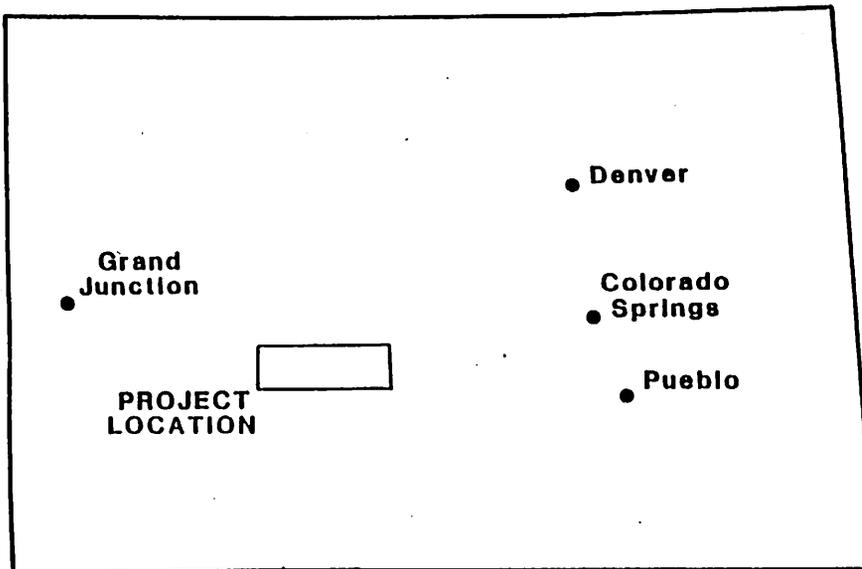 Denver
Grand
Junction
Colorado
Springs
Pueblo
PROJECT
LOCATION